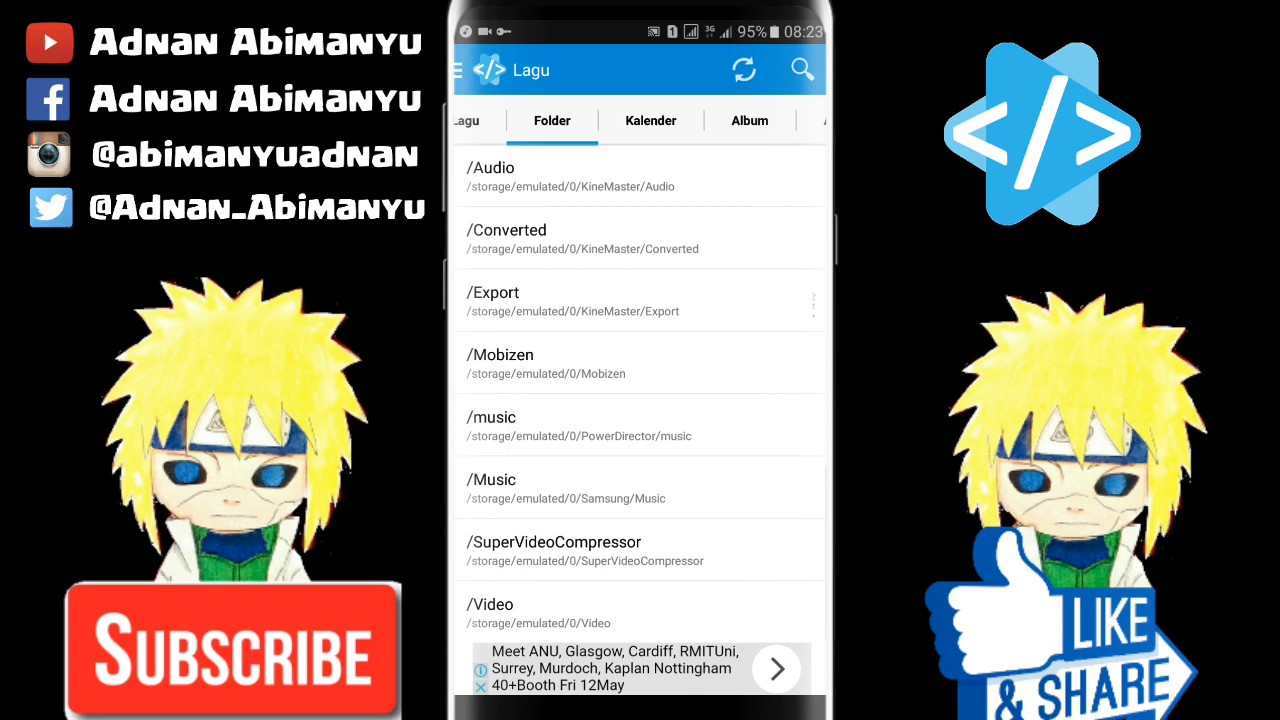 Adnan Abimanyu
Adnan Abimanyu
@abimanyuadnan
@Adnan_Abimanyu
SUBSCRIBE
1 3G 95% 08:23
</> Lagu
Lagu Folder Kalender Album
/Audio
/storage/emulated/0/KineMaster/Audio
/Converted
/storage/emulated/0/KineMaster/Converted
/Export
/storage/emulated/0/KineMaster/Export
/Mobizen
/storage/emulated/0/Mobizen
/music
/storage/emulated/0/PowerDirector/music
/Music
/storage/emulated/0/Samsung/Music
/SuperVideoCompressor
/storage/emulated/0/SuperVideoCompressor
/Video
/storage/emulated/0/Video
Meet ANU, Glasgow, Cardiff, RMITUni,
Surrey, Murdoch, Kaplan Nottingham
40+Booth Fri 12May
</>
LIKE
& SHARE